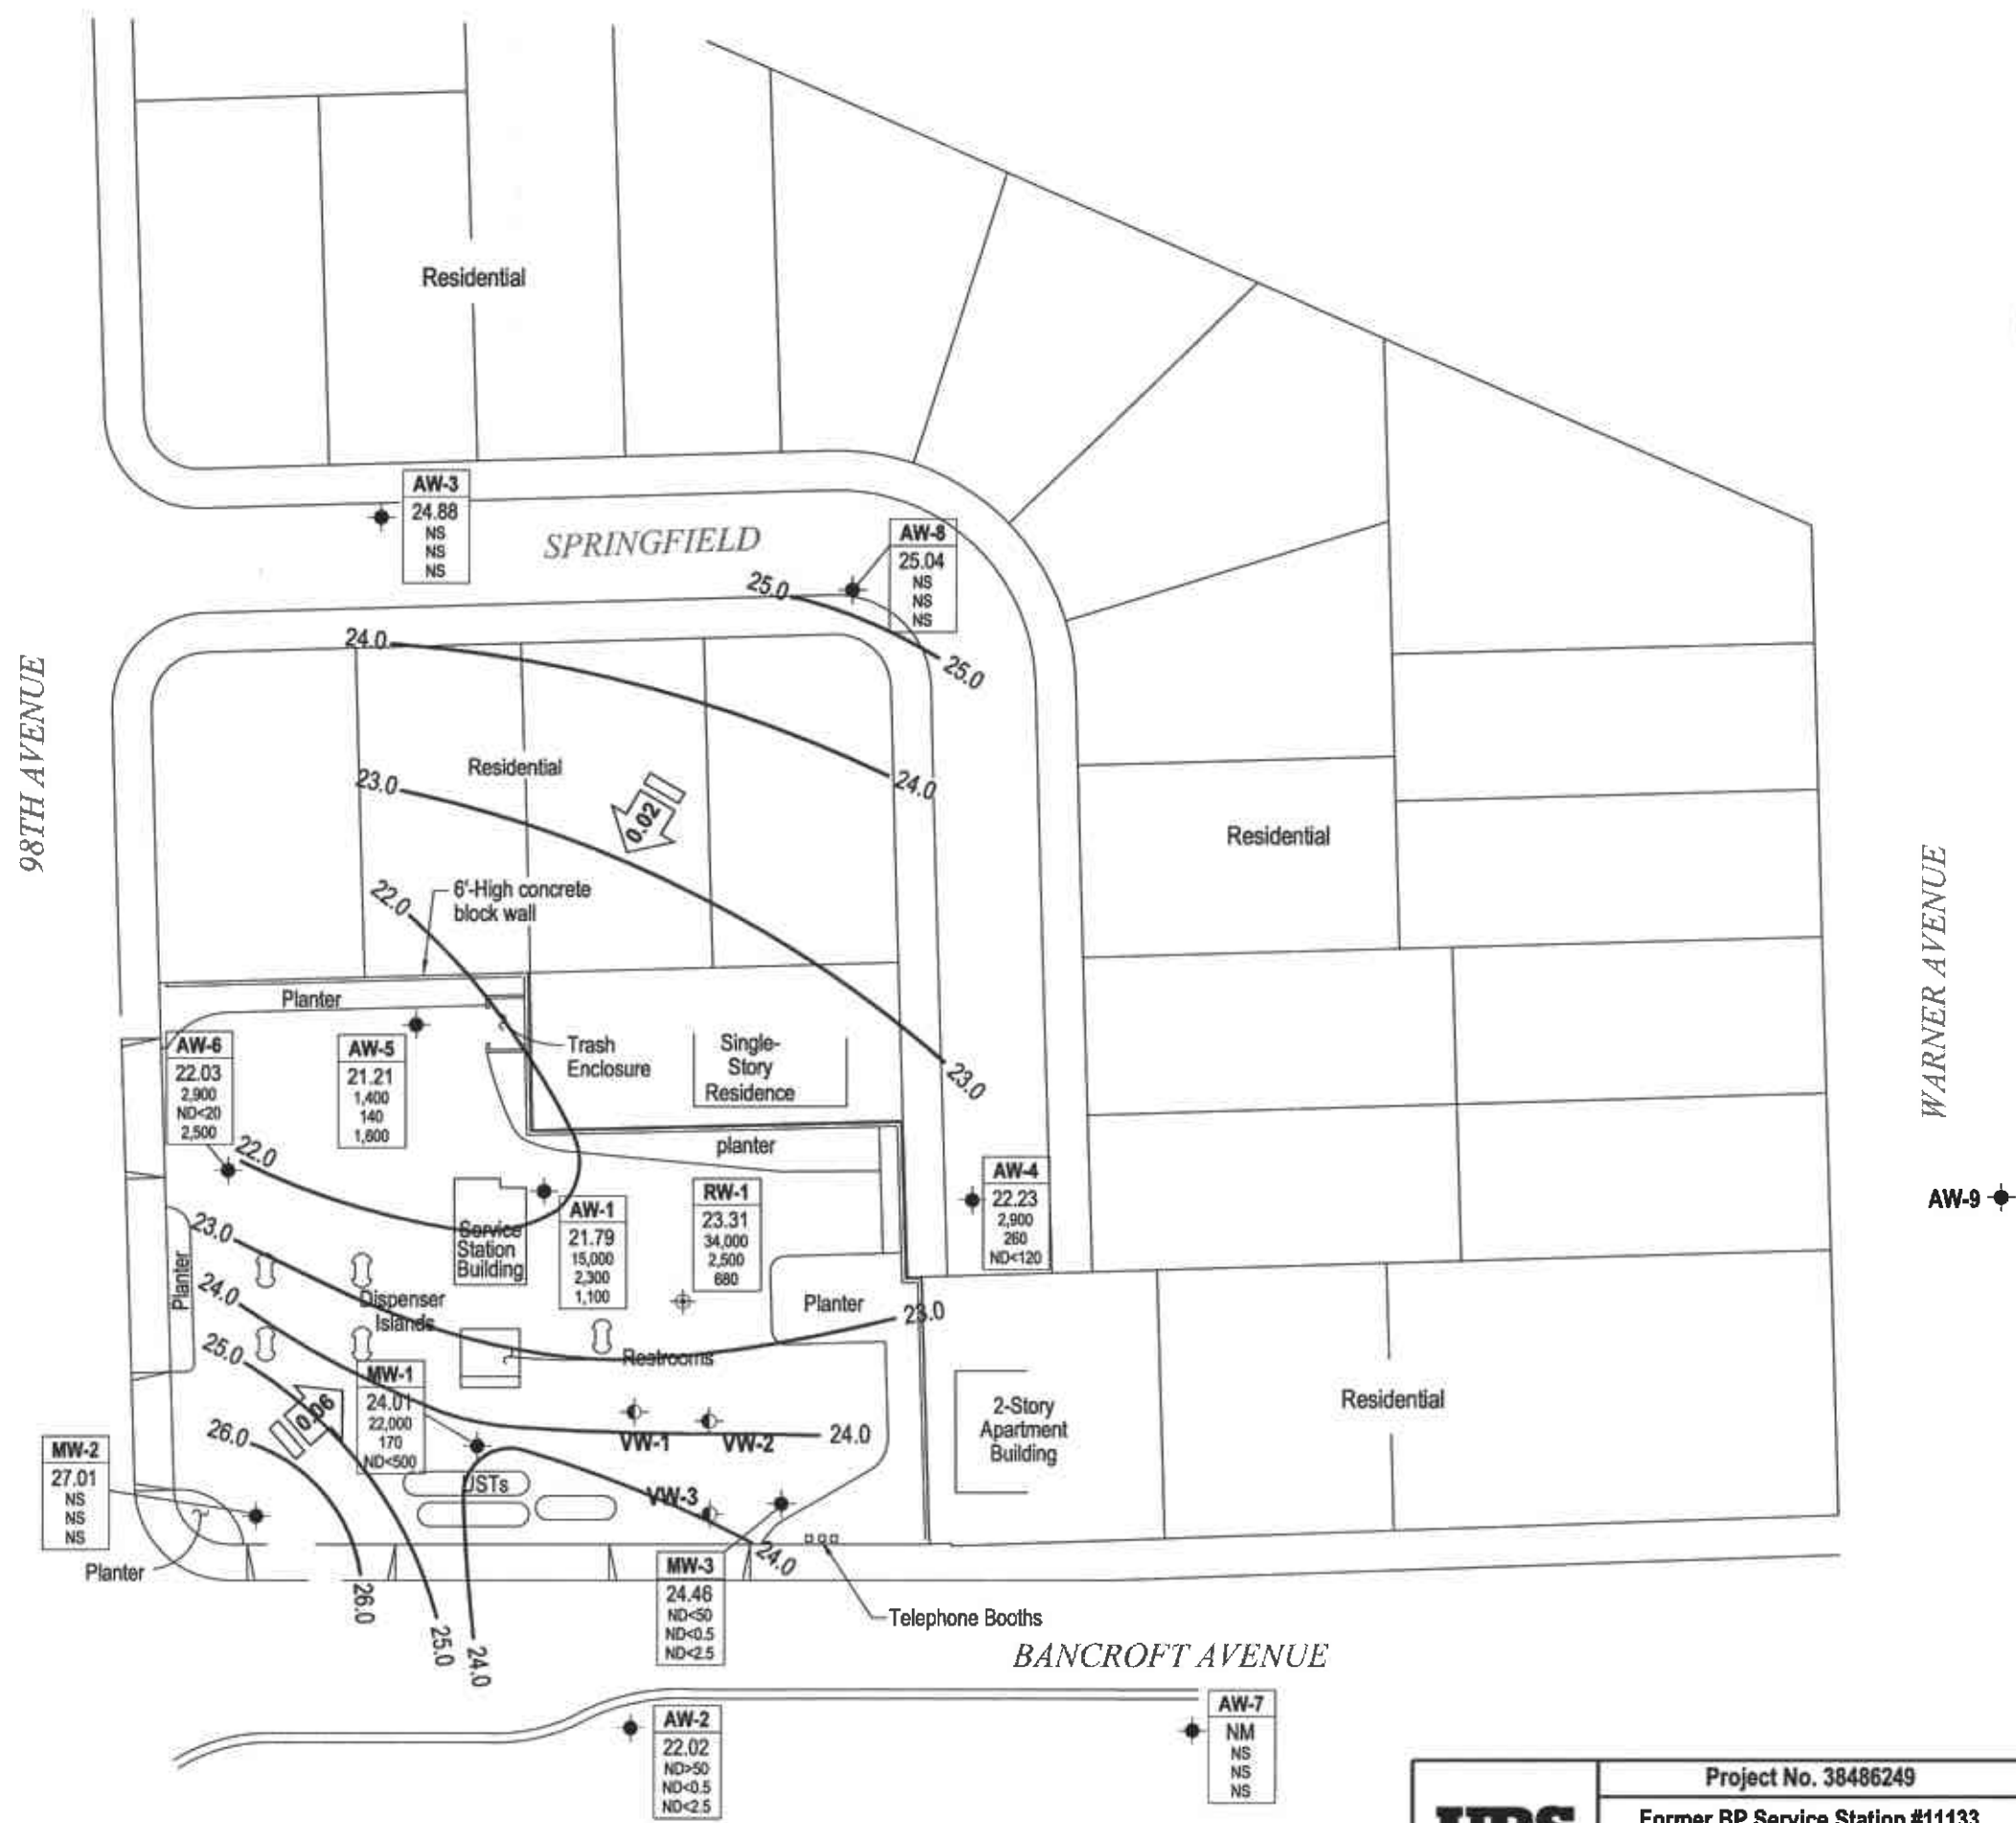 Residential
AW-3
24.88
NS
NS
NS
SPRINGFIELD
AW-8
25.04
NS
NS
NS
25.0
25.0
24.0
24.0
98TH AVENUE
Residential
23.0
0.02
Residential
WARNER AVENUE
22.0
6'-High concrete
block wall
Planter
Trash
Enclosure
Single-
Story
Residence
23.0
AW-6
22.03
2,900
ND<20
2,500
AW-5
21.21
1,400
140
1,600
planter
22.0
AW-4
22.23
2,900
260
ND<120
AW-9
RW-1
23.31
34,000
2,500
680
AW-1
21.79
15,000
2,300
1,100
Service
Station
Building
23.0
Planter
24.0
Dispenser
Islands
Planter
23.0
25.0
Restrooms
MW-1
24.01
22,000
170
ND<500
0.06
26.0
VW-1
VW-2
24.0
2-Story
Apartment
Building
Residential
MW-2
27.01
NS
NS
NS
USTs
VW-3
Planter
26.0
25.0
24.0
24.0
MW-3
24.46
ND<50
ND<0.5
ND<2.5
Telephone Booths
BANCROFT AVENUE
AW-2
22.02
ND>50
ND<0.5
ND<2.5
AW-7
NM
NS
NS
NS
Project No. 38486249
URS
Former BP Service Station #11133